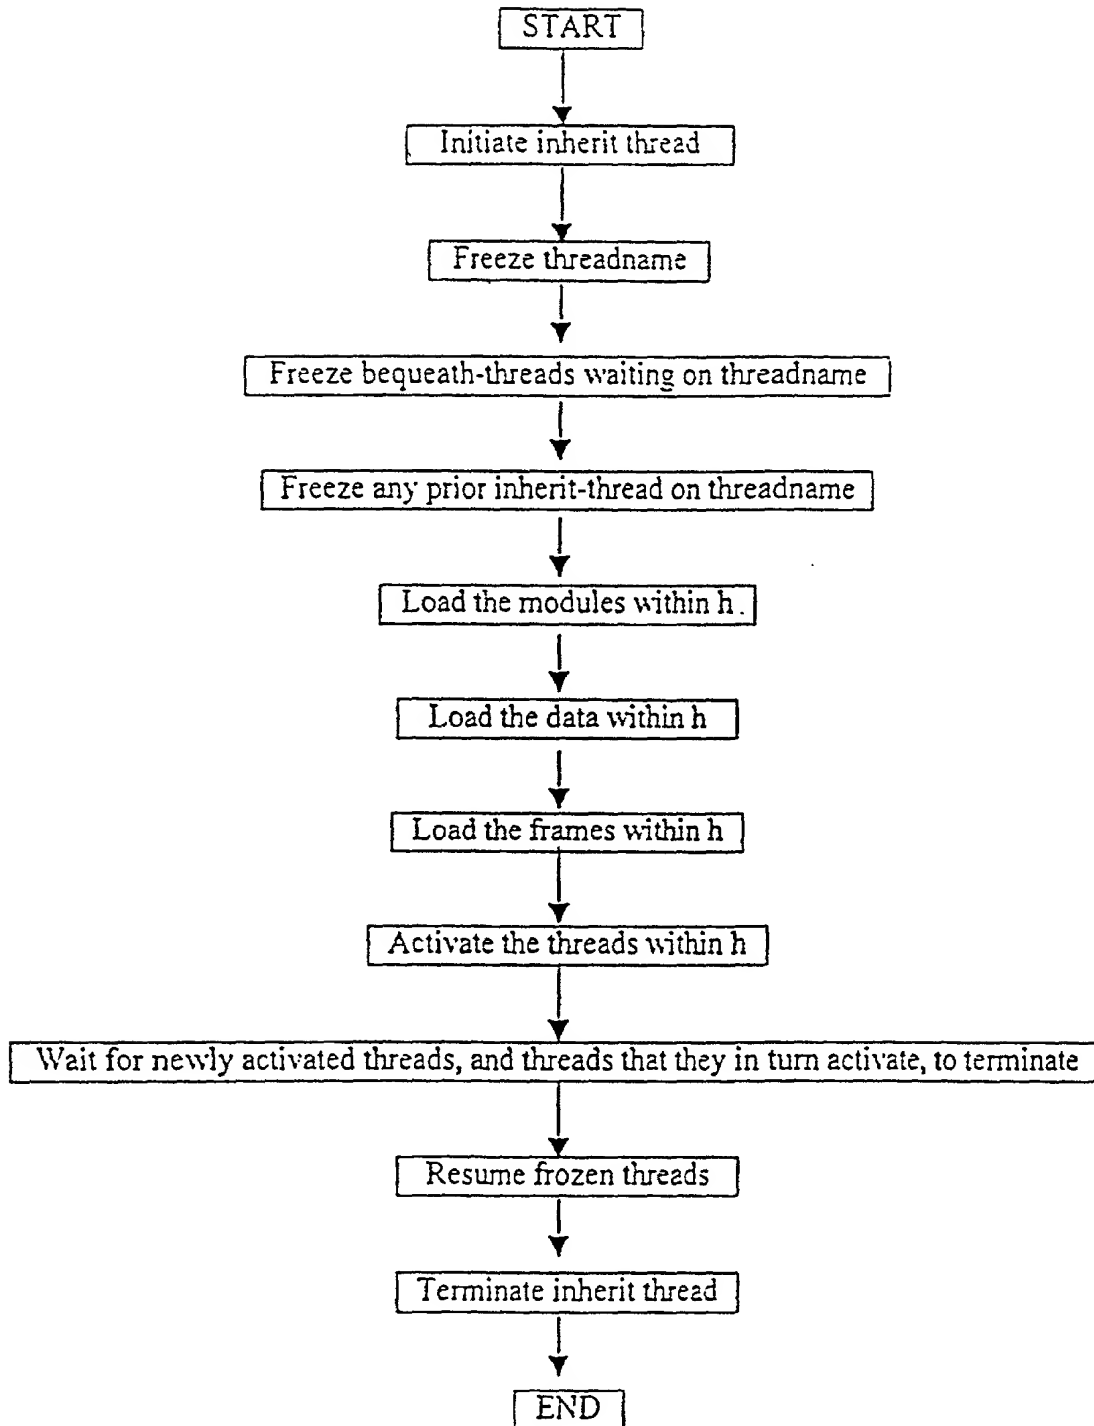 START
Initiate inherit thread
Freeze threadname
Freeze bequeath-threads waiting on threadname
Freeze any prior inherit-thread on threadname
Load the modules within h.
Load the data within h
Load the frames within h
Activate the threads within h
Wait for newly activated threads, and threads that they in turn activate, to terminate
Resume frozen threads
Terminate inherit thread
END